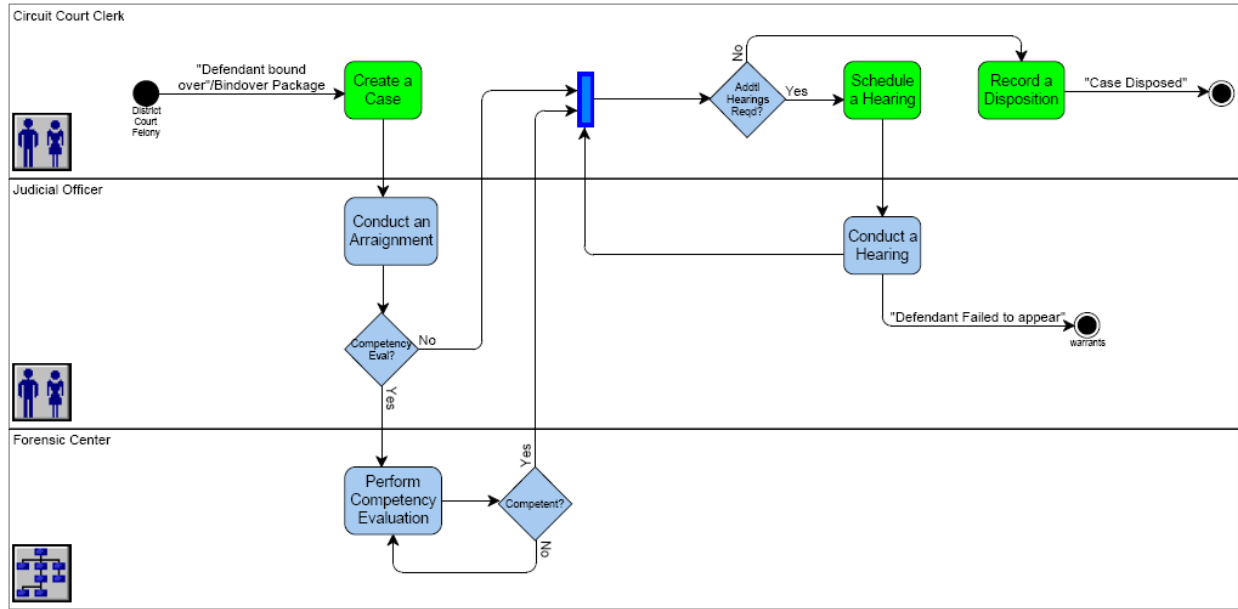 Circuit Court Clerk
"Defendant bound
over"/Bindover Package
District
Court
Felony
Create a
Case
No
Addtl
Hearings
Reqd?
Yes
Schedule
a Hearing
Record a
Disposition
"Case Disposed"
Judicial Officer
Conduct an
Arraignment
Competency
Eval?
No
Yes
Conduct a
Hearing
"Defendant Failed to appear"
warrants
Forensic Center
Perform
Competency
Evaluation
Yes
Competent?
No